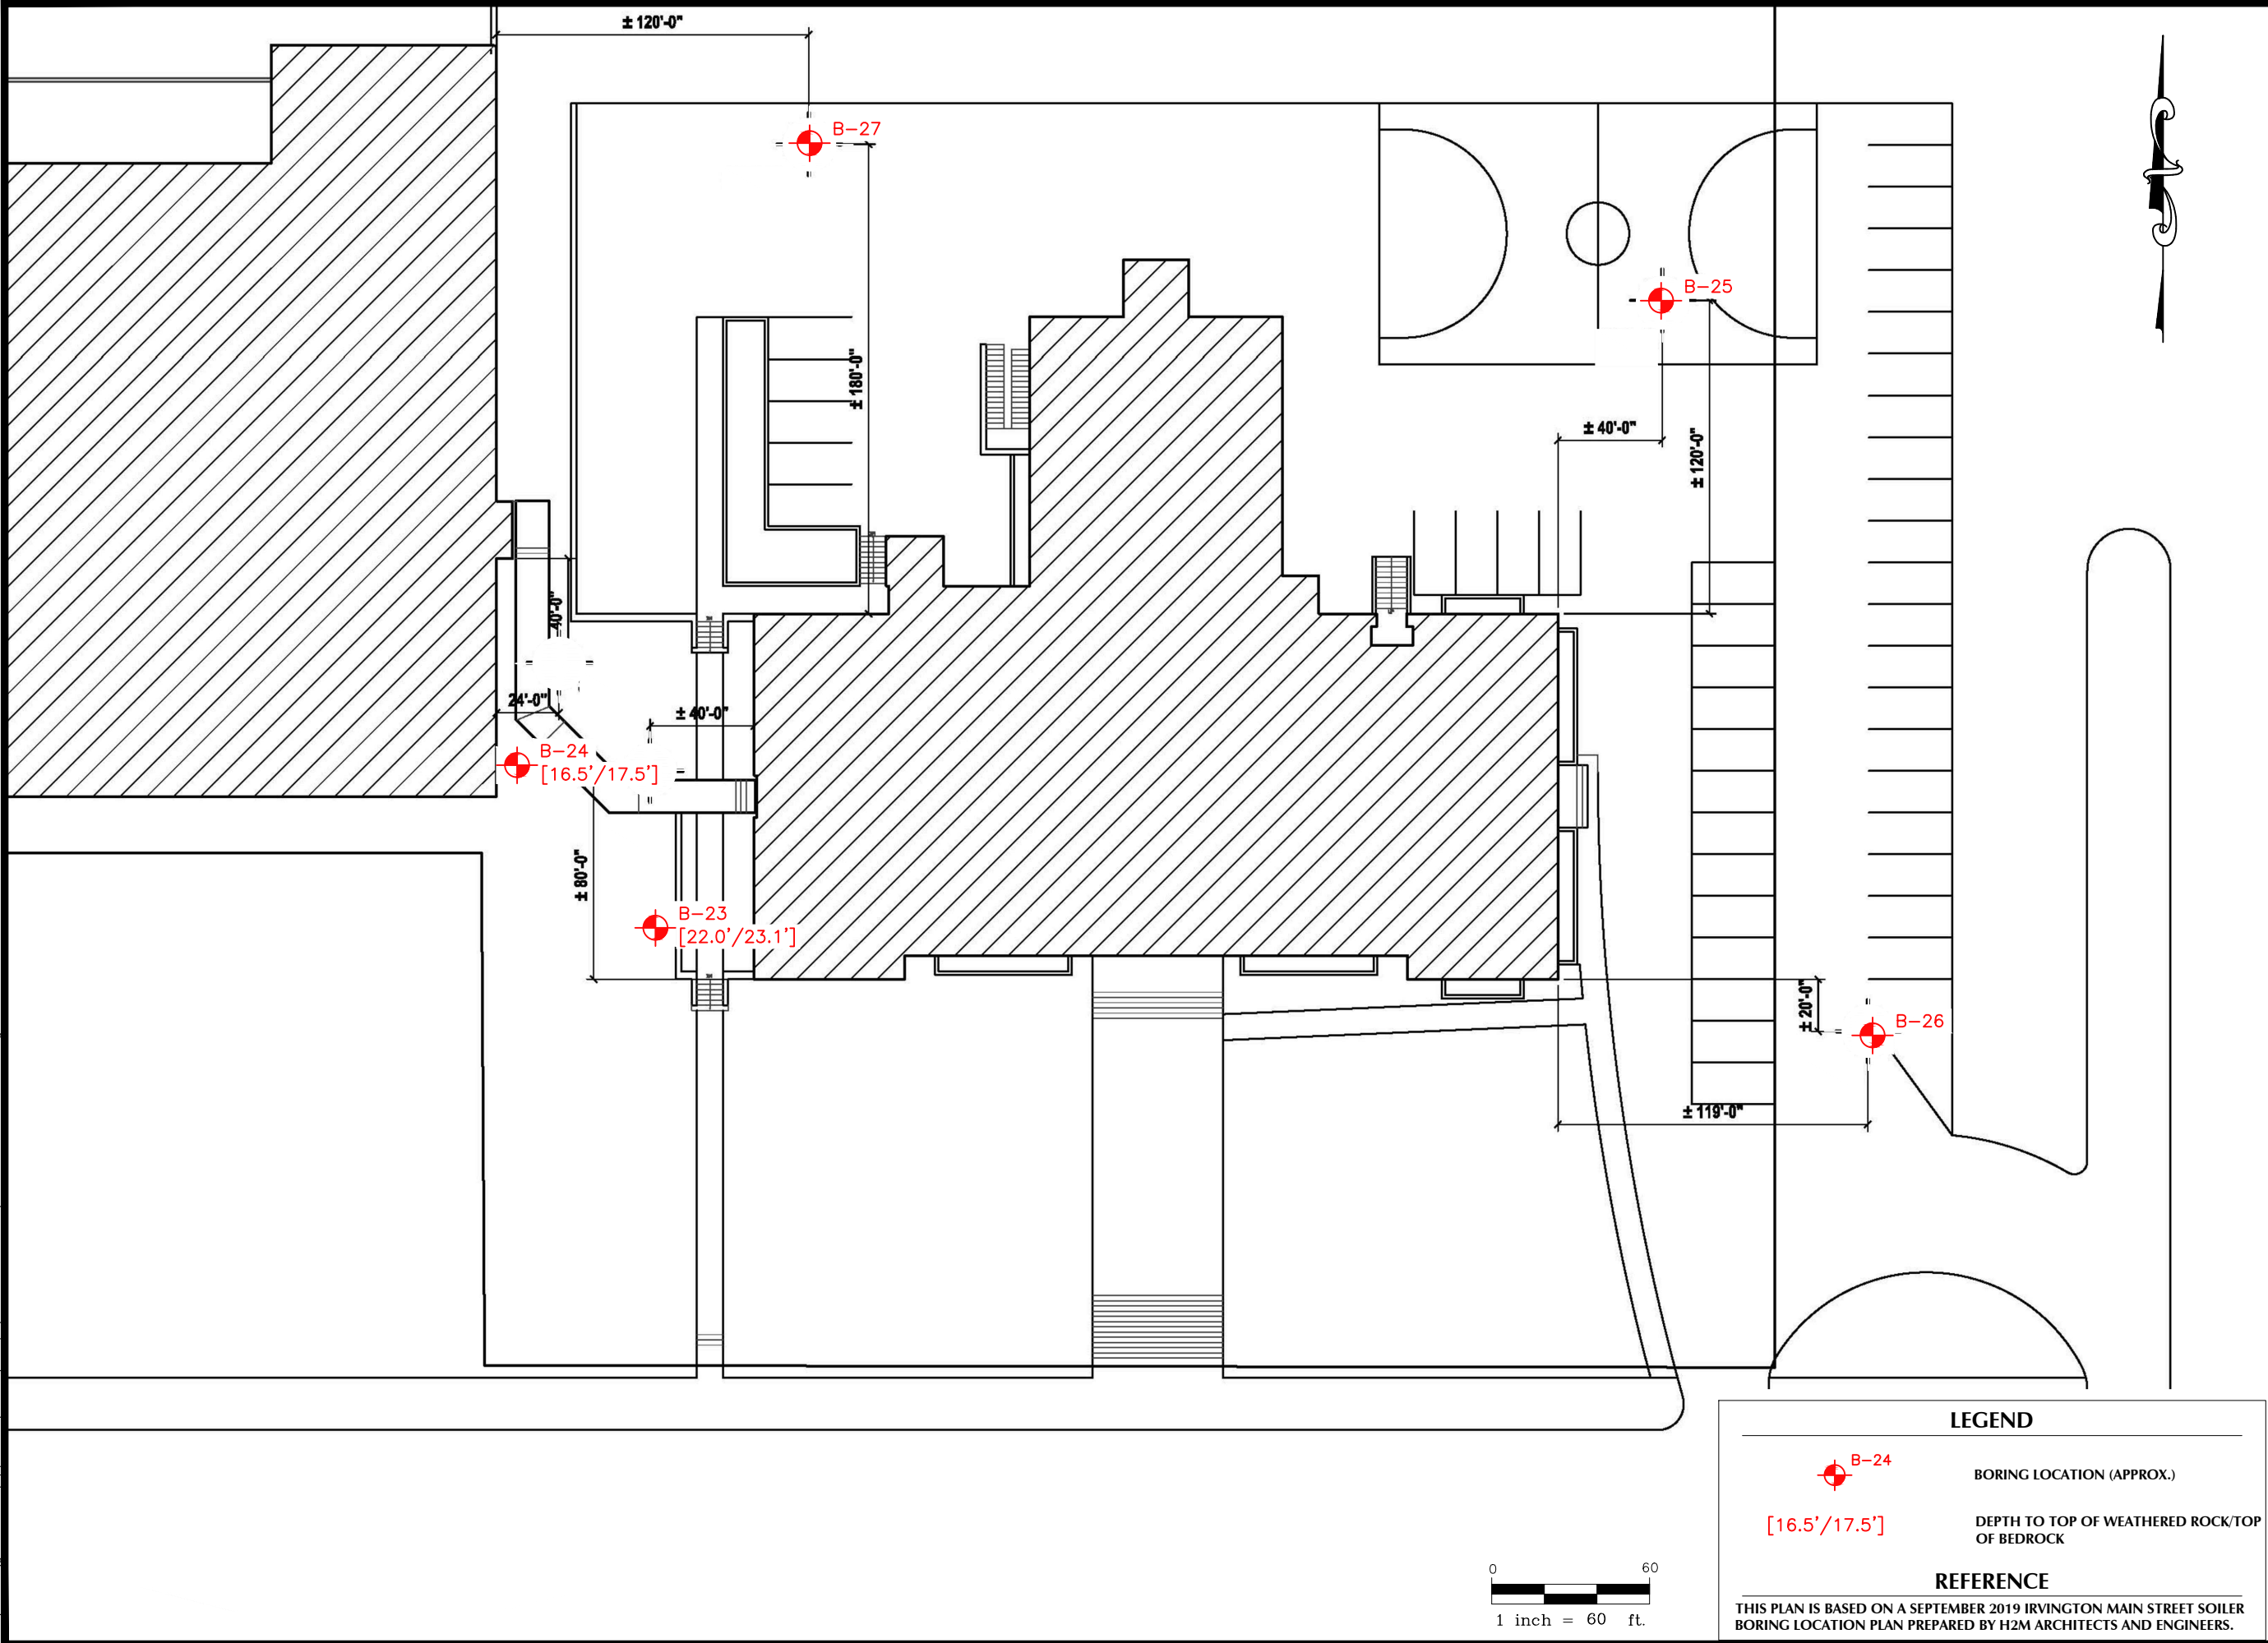 ± 120'-0"
B-27
B-25
± 180'-0"
± 40'-0"
± 120'-0"
40'-0"
24'-0"
± 40'-0"
B-24
[16.5'/17.5']
± 80'-0"
B-23
[22.0'/23.1']
± 20'-0"
B-26
± 119'-0"
LEGEND
B-24
BORING LOCATION (APPROX.)
[16.5'/17.5']
DEPTH TO TOP OF WEATHERED ROCK/TOP
OF BEDROCK
0 60
1 inch = 60 ft.
REFERENCE
THIS PLAN IS BASED ON A SEPTEMBER 2019 IRVINGTON MAIN STREET SOILER
BORING LOCATION PLAN PREPARED BY H2M ARCHITECTS AND ENGINEERS.